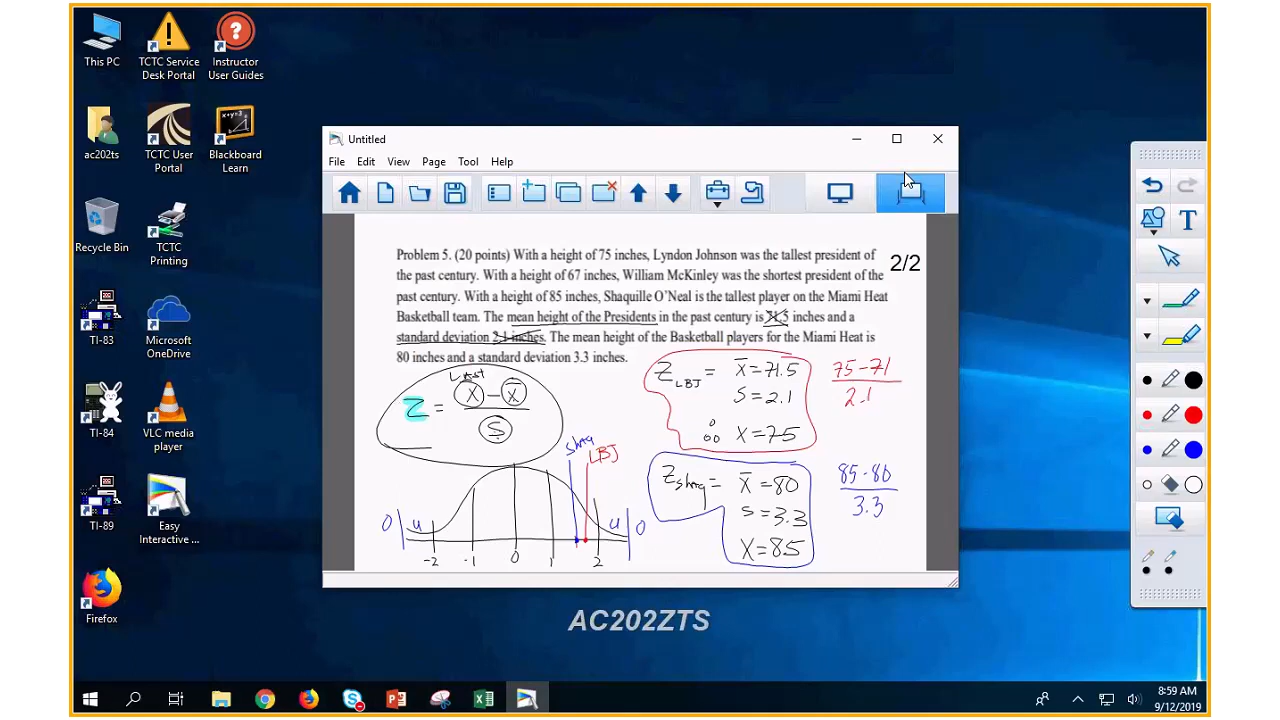 This PC
TCTC Service
Desk Portal
Instructor
User Guides
ac202ts
TCTC User
Portal
Blackboard
Learn
Recycle Bin
TCTC
Printing
TI-83
Microsoft
OneDrive
TI-84
VLC media
player
TI-89
Easy
Interactive ...
Firefox
Untitled
File Edit View Page Tool Help
Problem 5. (20 points) With a height of 75 inches, Lyndon Johnson was the tallest president of
the past century. With a height of 67 inches, William McKinley was the shortest president of the
past century. With a height of 85 inches, Shaquille O'Neal is the tallest player on the Miami Heat
Basketball team. The mean height of the Presidents in the past century is 71.5 inches and a
standard deviation 2.1 inches. The mean height of the Basketball players for the Miami Heat is
80 inches and a standard deviation 3.3 inches.
2/2
Z = X - X̄
S
Z LBJ = X̄ = 71.5
S = 2.1
X = 75
75 - 71
2.1
Z shaq = X̄ = 80
S = 3.3
X = 85
85 - 80
3.3
Shaq
LBJ
0 u u 0
-2 -1 0 1 2
T
AC202ZTS
8:59 AM
9/12/2019